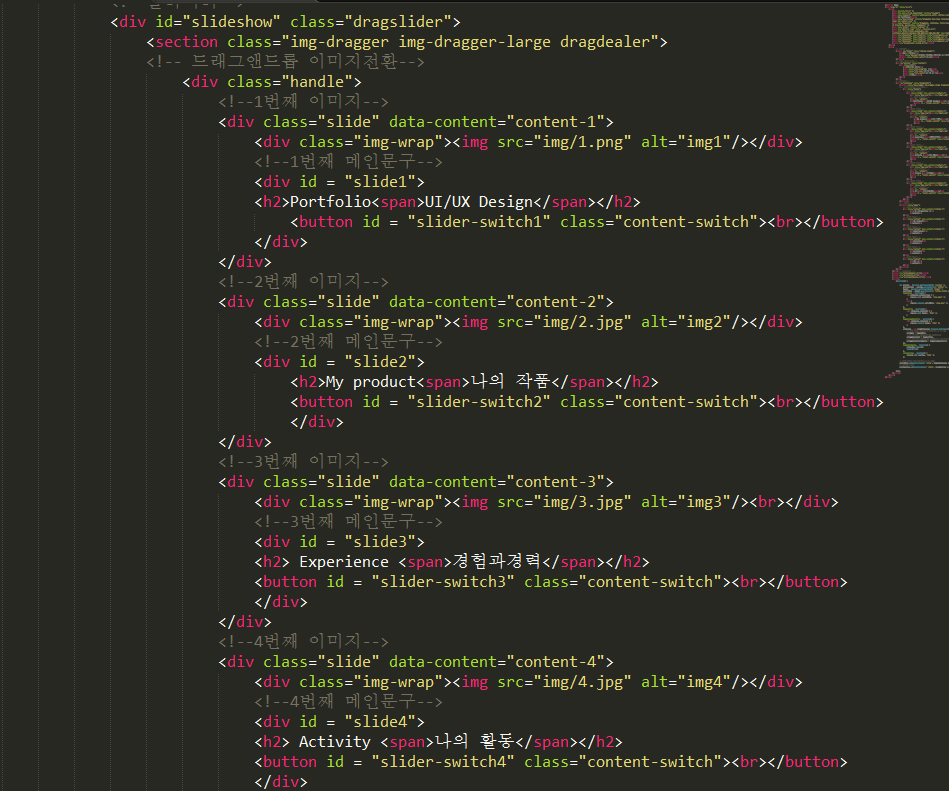 <div id="slideshow" class="dragslider">
<section class="img-dragger img-dragger-large dragdealer">
<!-- 드래그앤드롭 이미지전환-->
<div class="handle">
<!--1번째 이미지-->
<div class="slide" data-content="content-1">
<div class="img-wrap"><img src="img/1.png" alt="img1"/></div>
<!--1번째 메인문구-->
<div id = "slide1">
<h2>Portfolio<span>UI/UX Design</span></h2>
<button id = "slider-switch1" class="content-switch"><br></button>
</div>
</div>
<!--2번째 이미지-->
<div class="slide" data-content="content-2">
<div class="img-wrap"><img src="img/2.jpg" alt="img2"/></div>
<!--2번째 메인문구-->
<div id = "slide2">
<h2>My product<span>나의 작품</span></h2>
<button id = "slider-switch2" class="content-switch"><br></button>
</div>
</div>
<!--3번째 이미지-->
<div class="slide" data-content="content-3">
<div class="img-wrap"><img src="img/3.jpg" alt="img3"/><br></div>
<!--3번째 메인문구-->
<div id = "slide3">
<h2> Experience <span>경험과경력</span></h2>
<button id = "slider-switch3" class="content-switch"><br></button>
</div>
</div>
<!--4번째 이미지-->
<div class="slide" data-content="content-4">
<div class="img-wrap"><img src="img/4.jpg" alt="img4"/></div>
<!--4번째 메인문구-->
<div id = "slide4">
<h2> Activity <span>나의 활동</span></h2>
<button id = "slider-switch4" class="content-switch"><br></button>
</div>